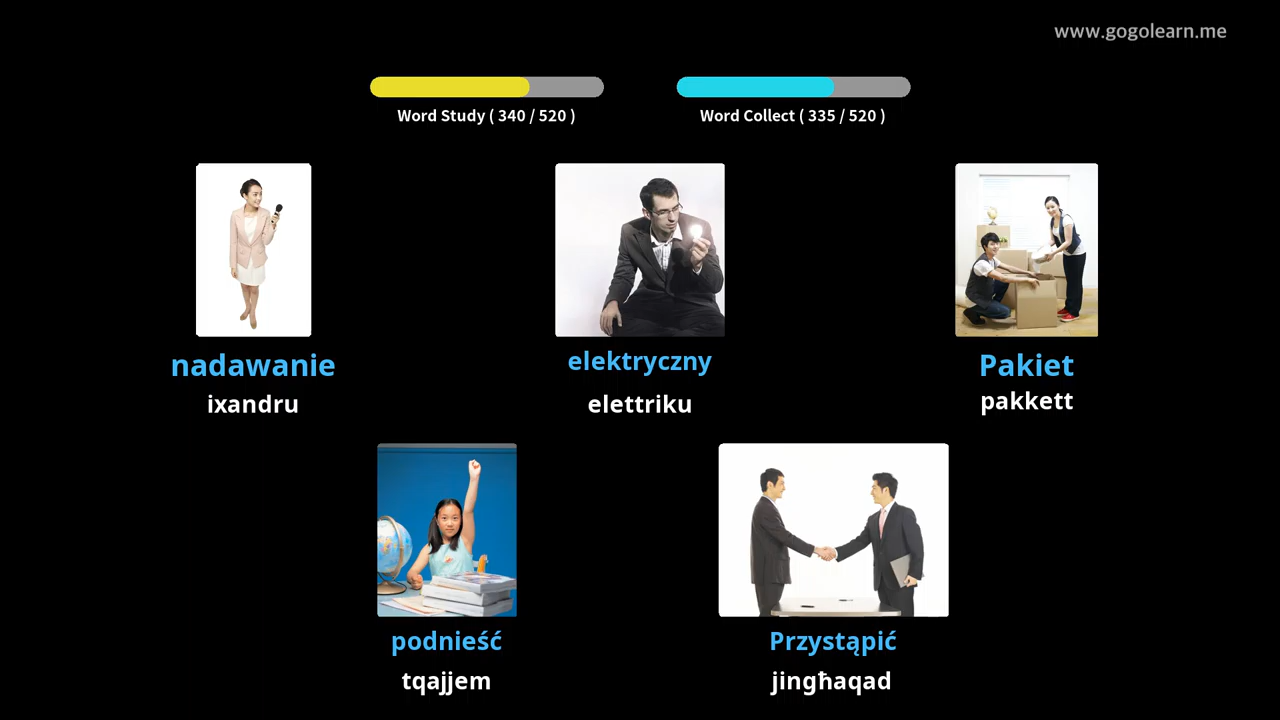 www.gogolearn.me
Word Study ( 340 / 520 )
Word Collect ( 335 / 520 )
nadawanie
ixandru
elektryczny
elettriku
Pakiet
pakkett
podnieść
tqajjem
Przystąpić
jingħaqad